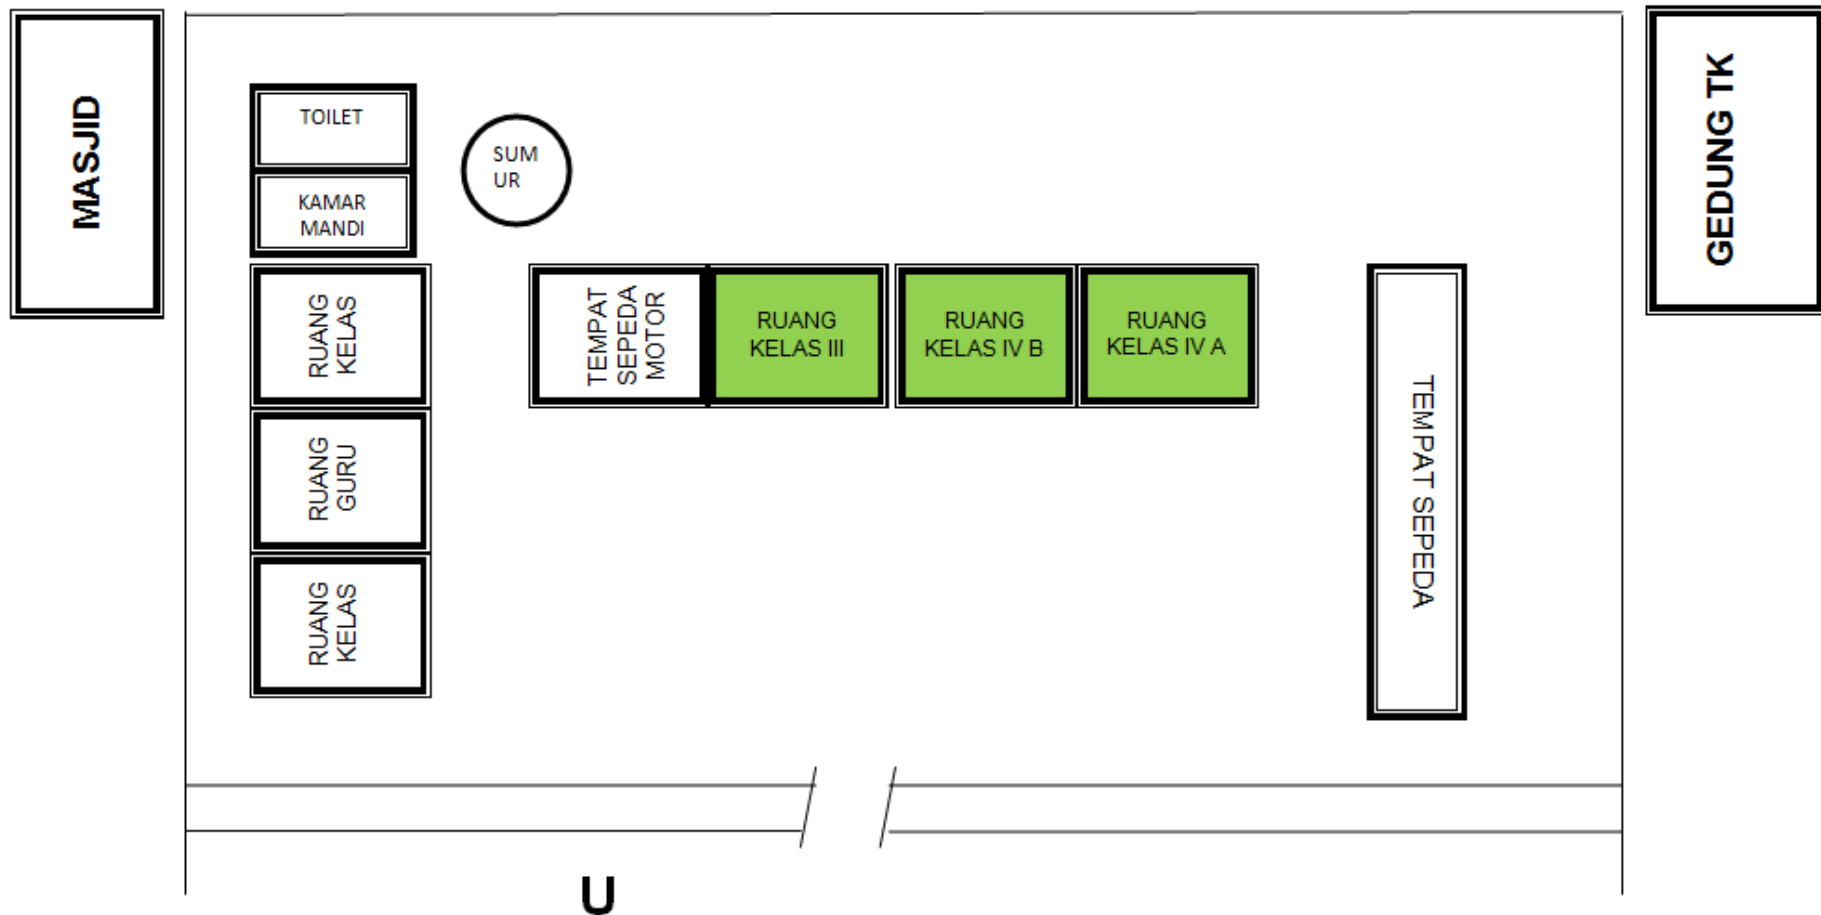 MASJID
TOILET
KAMAR
MANDI
SUM
UR
GEDUNG TK
RUANG
KELAS
TEMPAT
SEPEDA
MOTOR
RUANG
KELAS III
RUANG
KELAS IV B
RUANG
KELAS IV A
TEMPAT SEPEDA
RUANG
GURU
RUANG
KELAS
U